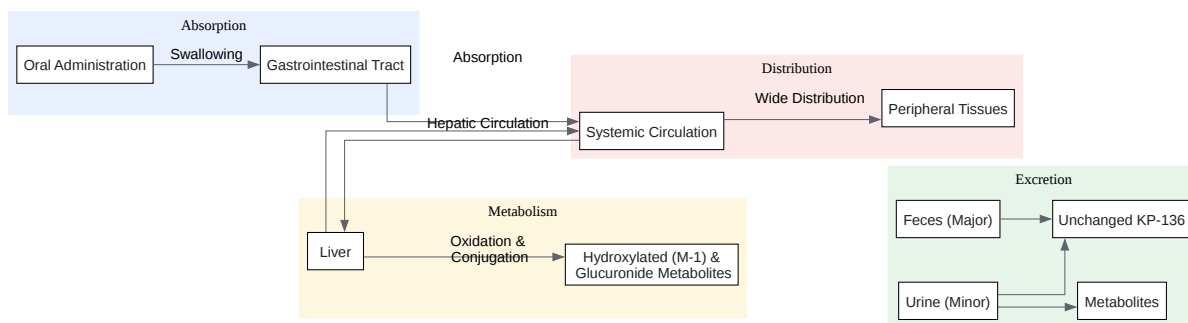 Absorption
Oral Administration
Swallowing
Gastrointestinal Tract
Absorption
Distribution
Hepatic Circulation
Systemic Circulation
Wide Distribution
Peripheral Tissues
Metabolism
Liver
Oxidation &
Conjugation
Hydroxylated (M-1) &
Glucuronide Metabolites
Excretion
Feces (Major)
Unchanged KP-136
Urine (Minor)
Metabolites